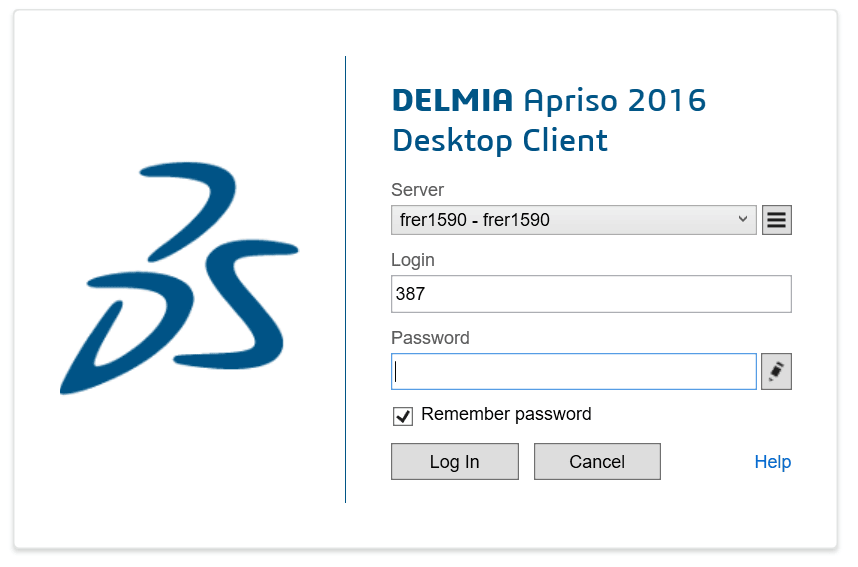 DELMIA Apriso 2016
Desktop Client
Server
frer1590 - frer1590
Login
387
Password
Remember password
Log In
Cancel
Help